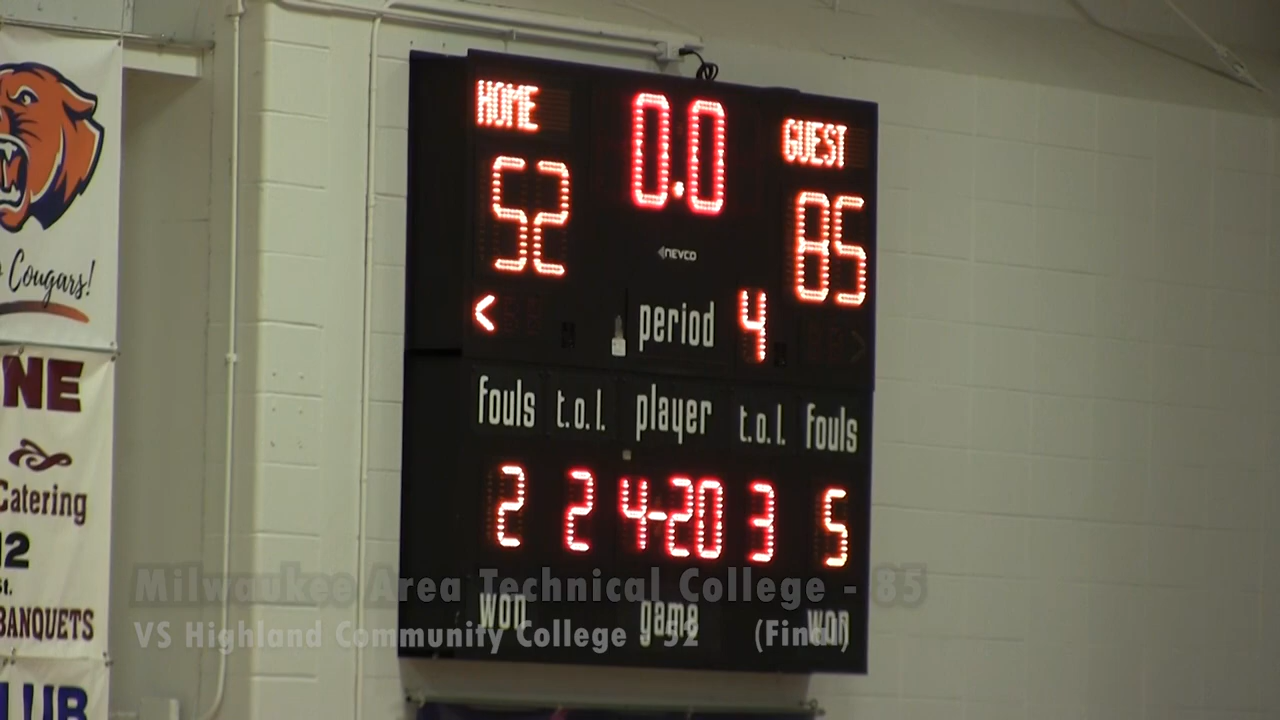 HOME
0.0
GUEST
52
85
NEVCO
<
period
4
>
fouls
t.o.l.
player
t.o.l.
fouls
2
2
4-20
3
5
won
game
won
Cougars!
NE
Catering
12
St.
BANQUETS
LUB
Milwaukee Area Technical College - 85
VS Highland Community College - 52 (Final)